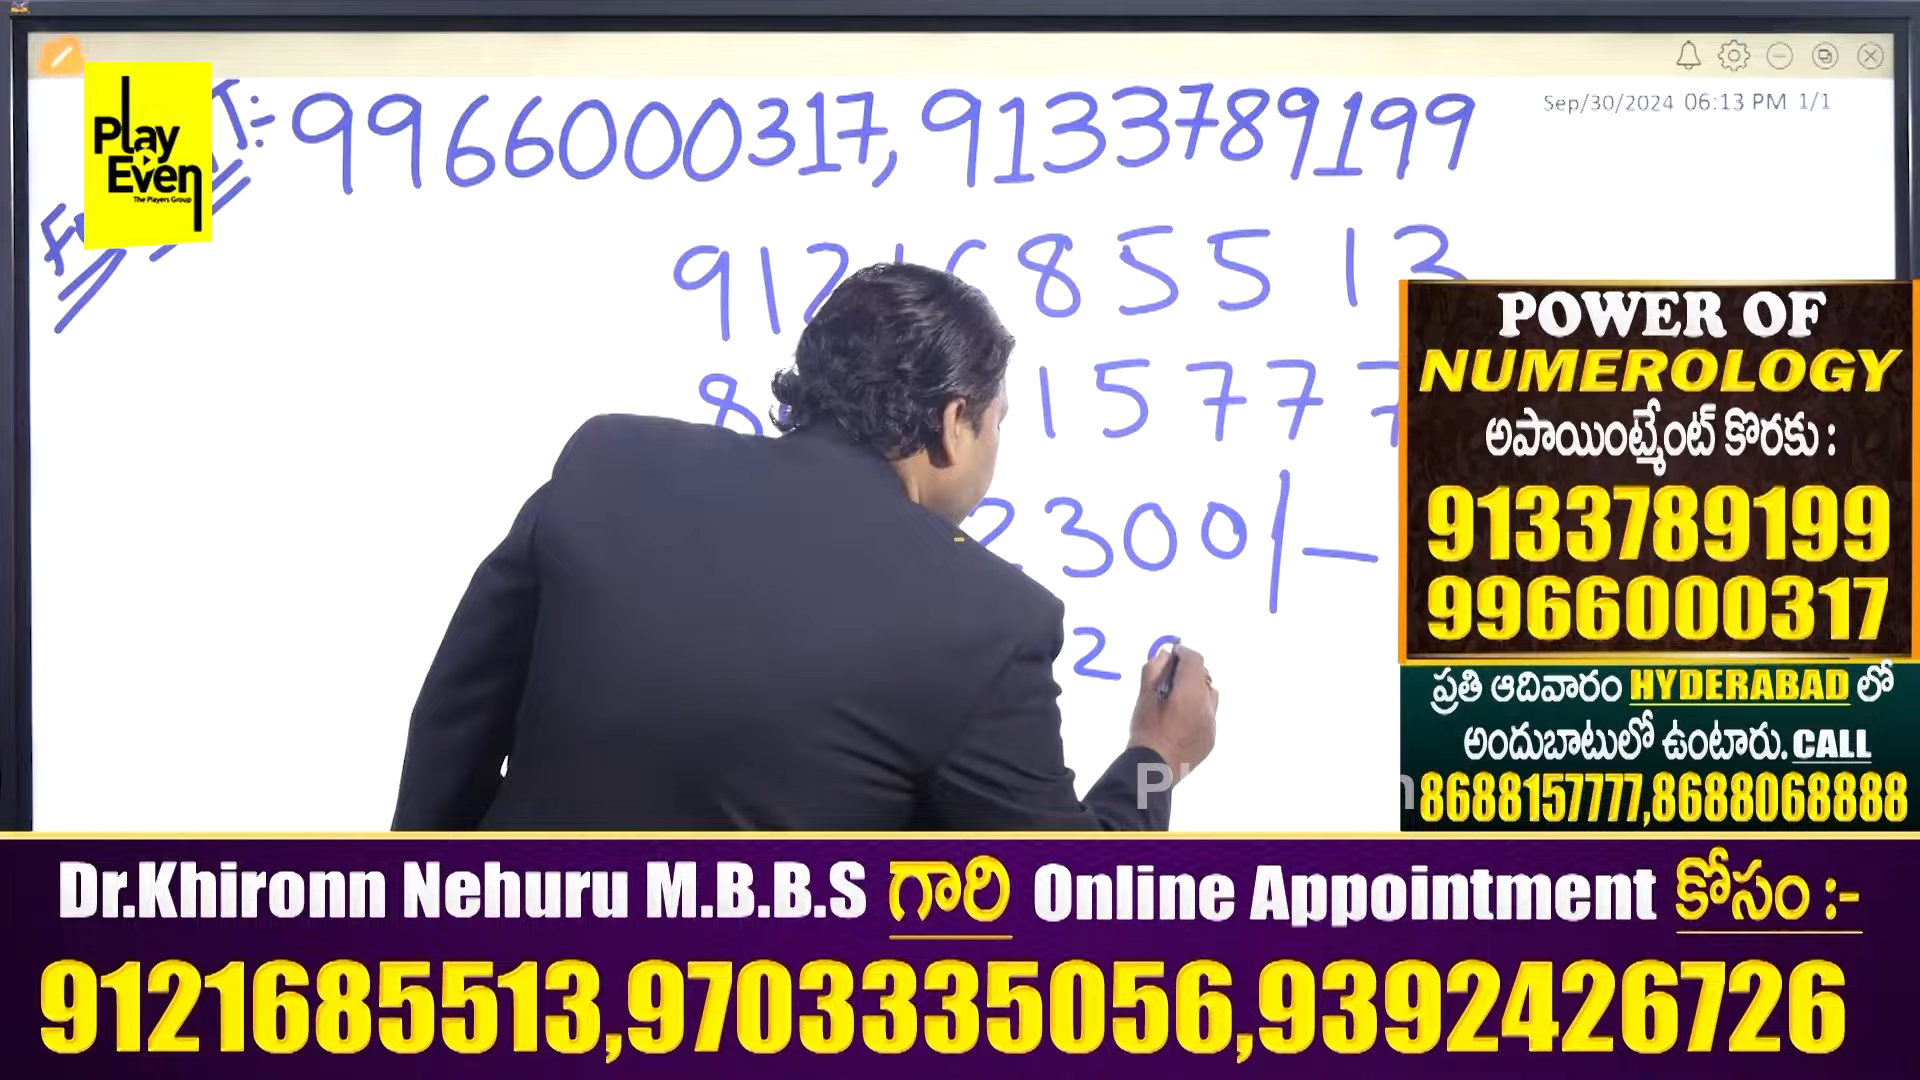 Play
Even
The Players Group
T:- 9966000317, 9133789199
Sep/30/2024 06:13 PM 1/1
85513
15777
2300/-
POWER OF
NUMEROLOGY
అపాయింట్మేంట్ కొరకు :
9133789199
9966000317
ప్రతి ఆదివారం HYDERABAD లో
అందుబాటులో ఉంటారు. CALL
8688157777,8688068888
Dr.Khironn Nehuru M.B.B.S గారి Online Appointment కోసం :-
9121685513,9703335056,9392426726